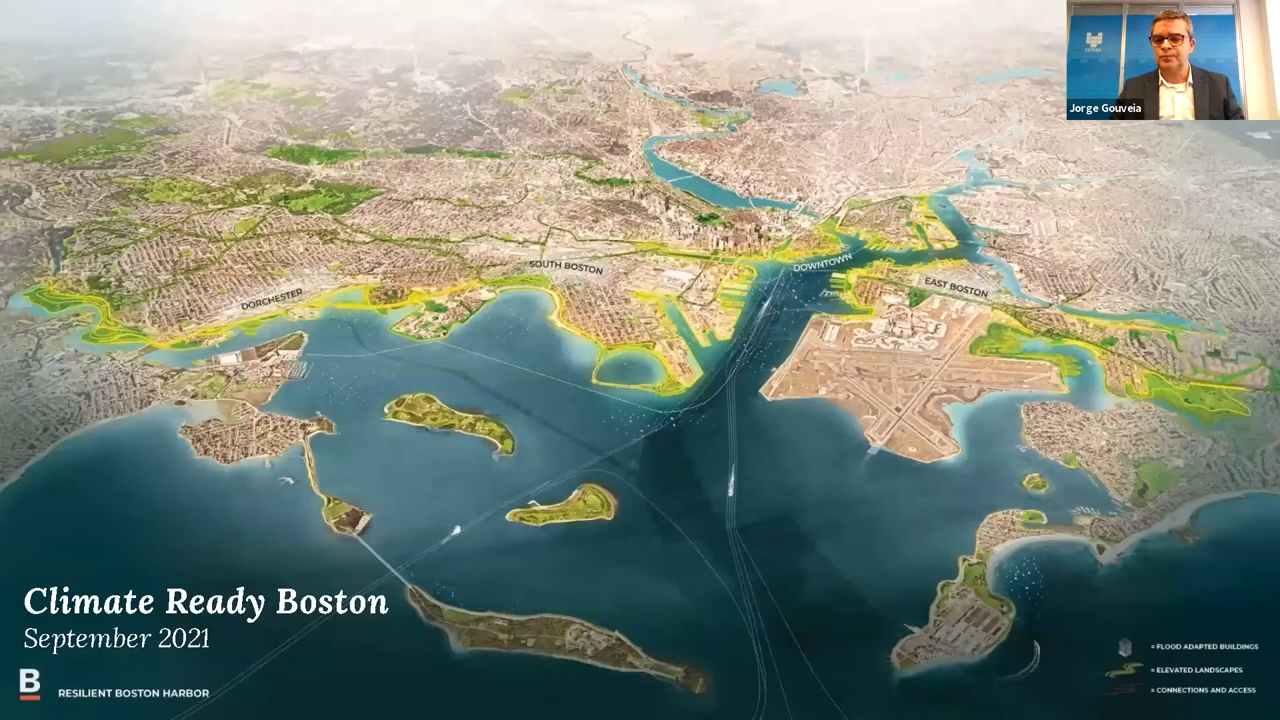 Jorge Gouveia
DOWNTOWN
SOUTH BOSTON
EAST BOSTON
DORCHESTER
Climate Ready Boston
September 2021
B
RESILIENT BOSTON HARBOR
= FLOOD ADAPTED BUILDINGS
= ELEVATED LANDSCAPES
= CONNECTIONS AND ACCESS